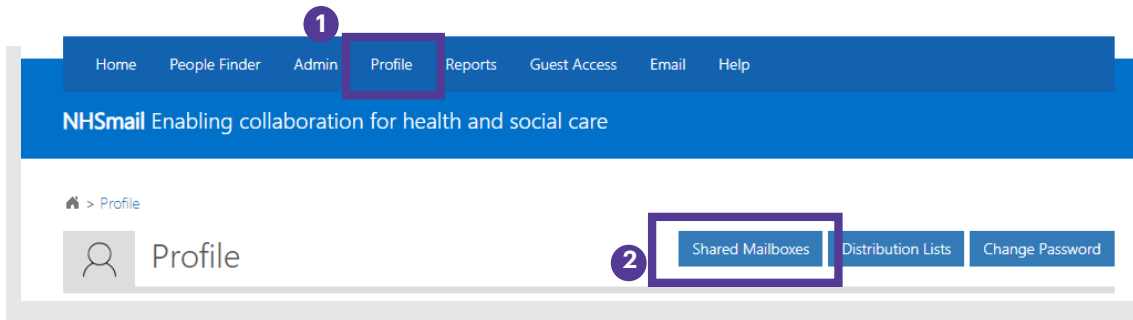 1
Home People Finder Admin Profile Reports Guest Access Email Help
NHSmail Enabling collaboration for health and social care
> Profile
Profile
2
Shared Mailboxes Distribution Lists Change Password